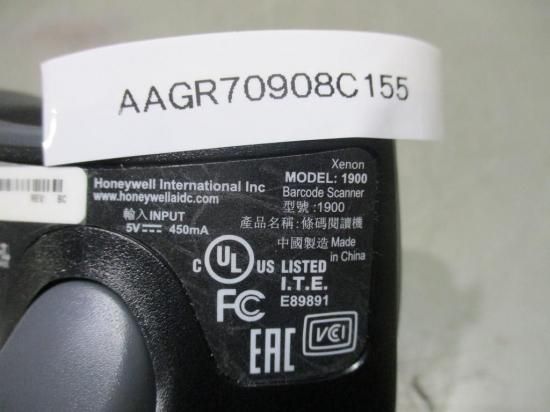 AAGR70908C155
Honeywell International Inc
www.honeywellaidc.com
輸入INPUT
5V 450mA
Xenon
MODEL: 1900
Barcode Scanner
型號:1900
產品名稱:條碼閱讀機
中國製造 Made in China
C UL US LISTED
I.T.E.
E89891
FC
EAC
VCCI
REV: BC